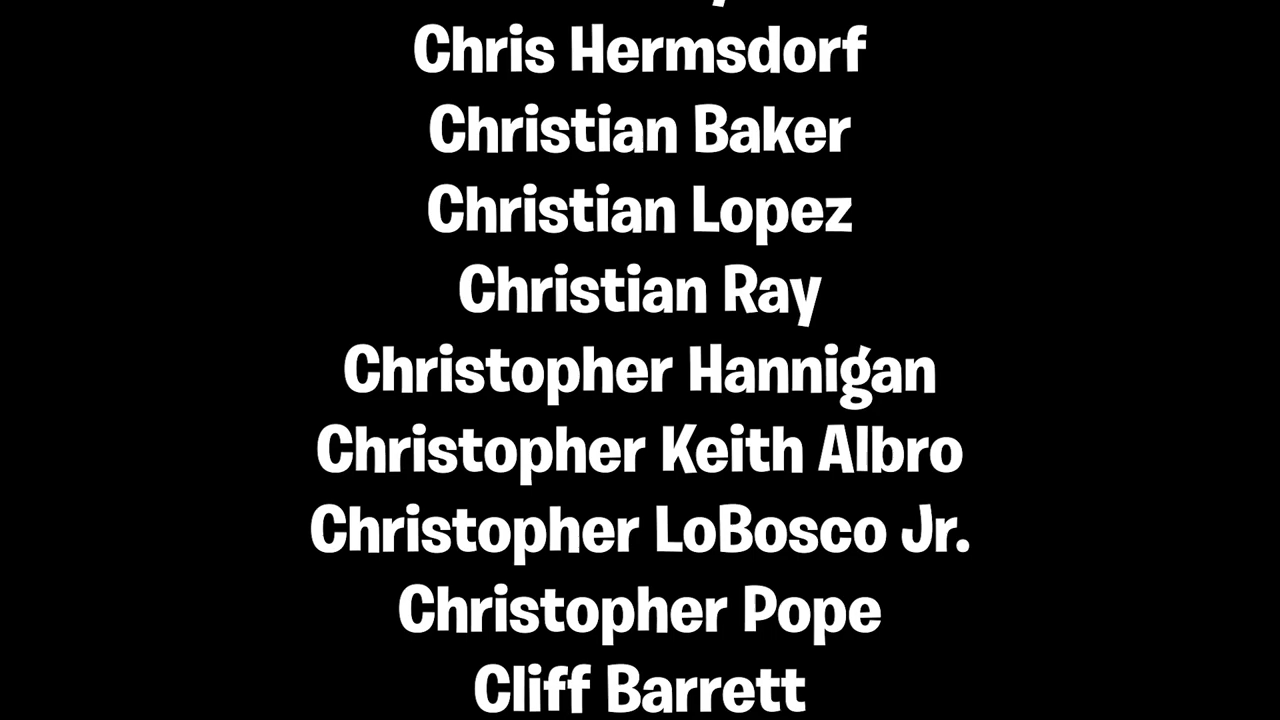 Chris Hermsdorf
Christian Baker
Christian Lopez
Christian Ray
Christopher Hannigan
Christopher Keith Albro
Christopher LoBosco Jr.
Christopher Pope
Cliff Barrett